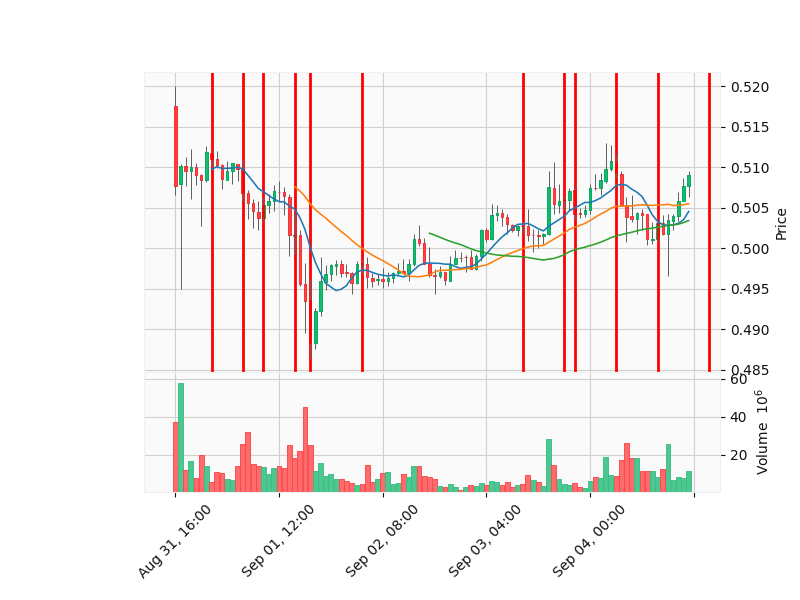 0.520
0.515
0.510
0.505
0.500
0.495
0.490
0.485
Price
60
40
20
Volume 10^6
Aug 31, 16:00
Sep 01, 12:00
Sep 02, 08:00
Sep 03, 04:00
Sep 04, 00:00